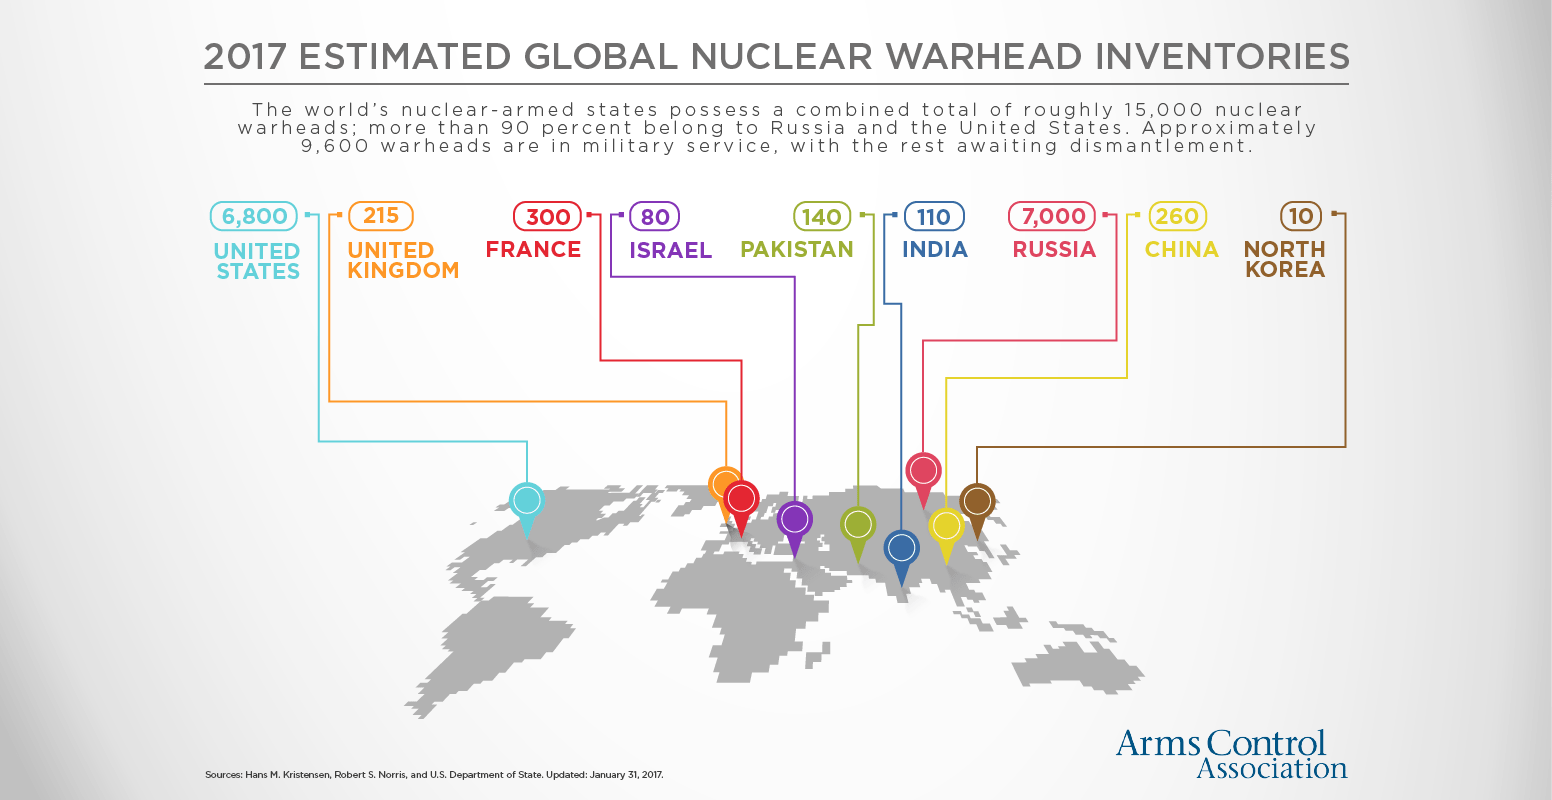 2017 ESTIMATED GLOBAL NUCLEAR WARHEAD INVENTORIES
The world's nuclear-armed states possess a combined total of roughly 15,000 nuclear
warheads; more than 90 percent belong to Russia and the United States. Approximately
9,600 warheads are in military service, with the rest awaiting dismantlement.
6,800
UNITED
STATES
215
UNITED
KINGDOM
300
FRANCE
80
ISRAEL
140
PAKISTAN
110
INDIA
7,000
RUSSIA
260
CHINA
10
NORTH
KOREA
Arms Control
Association
Sources: Hans M. Kristensen, Robert S. Norris, and U.S. Department of State. Updated: January 31, 2017.